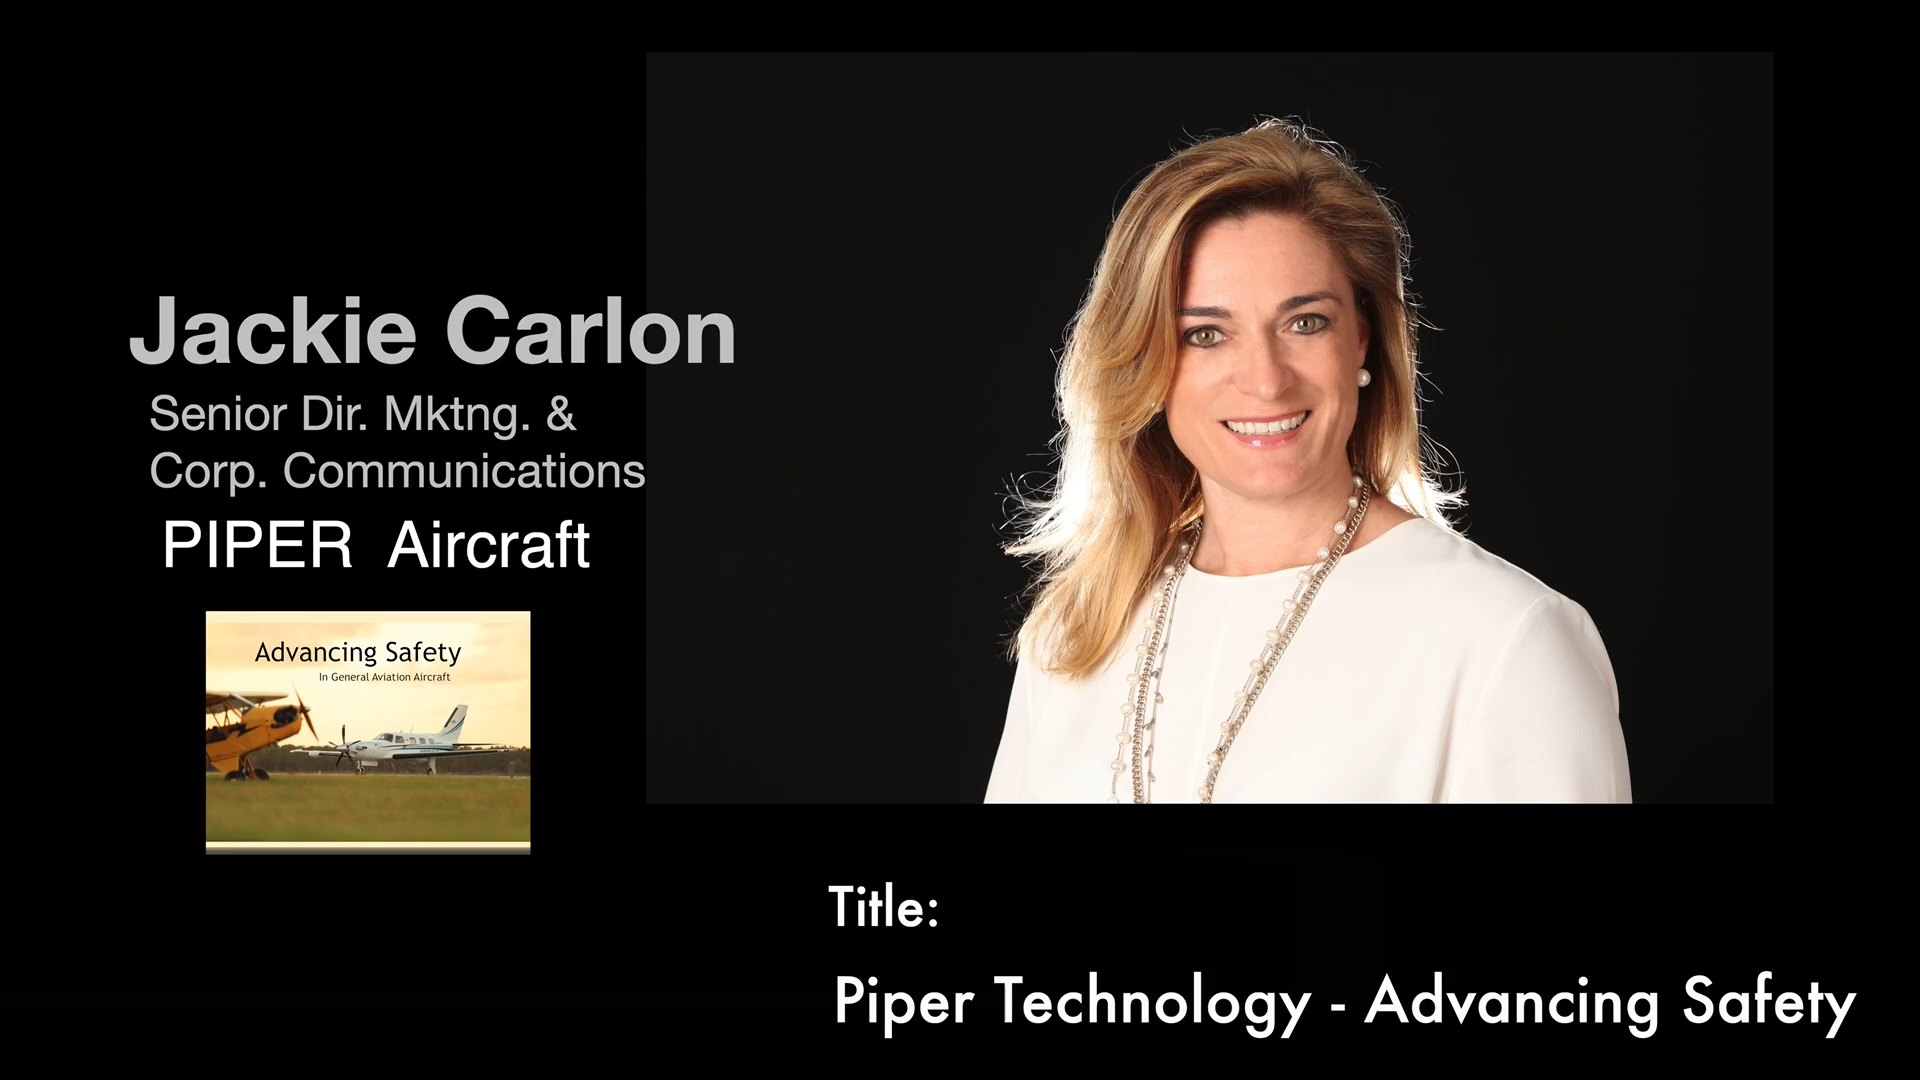 Jackie Carlon
Senior Dir. Mktng. &
Corp. Communications
PIPER Aircraft
Advancing Safety
In General Aviation Aircraft
Title:
Piper Technology - Advancing Safety